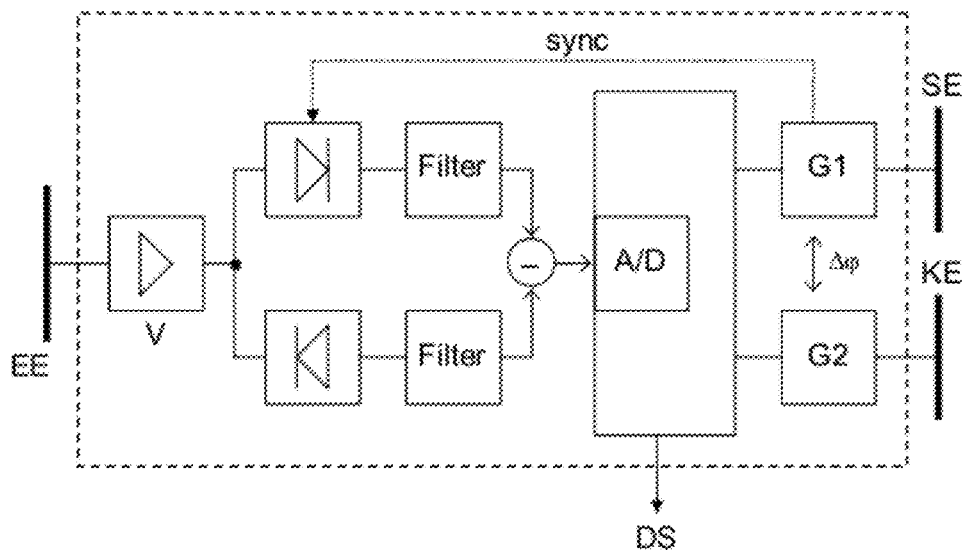 sync
SE
Filter
G1
−
A/D
Δφ
KE
V
EE
Filter
G2
DS